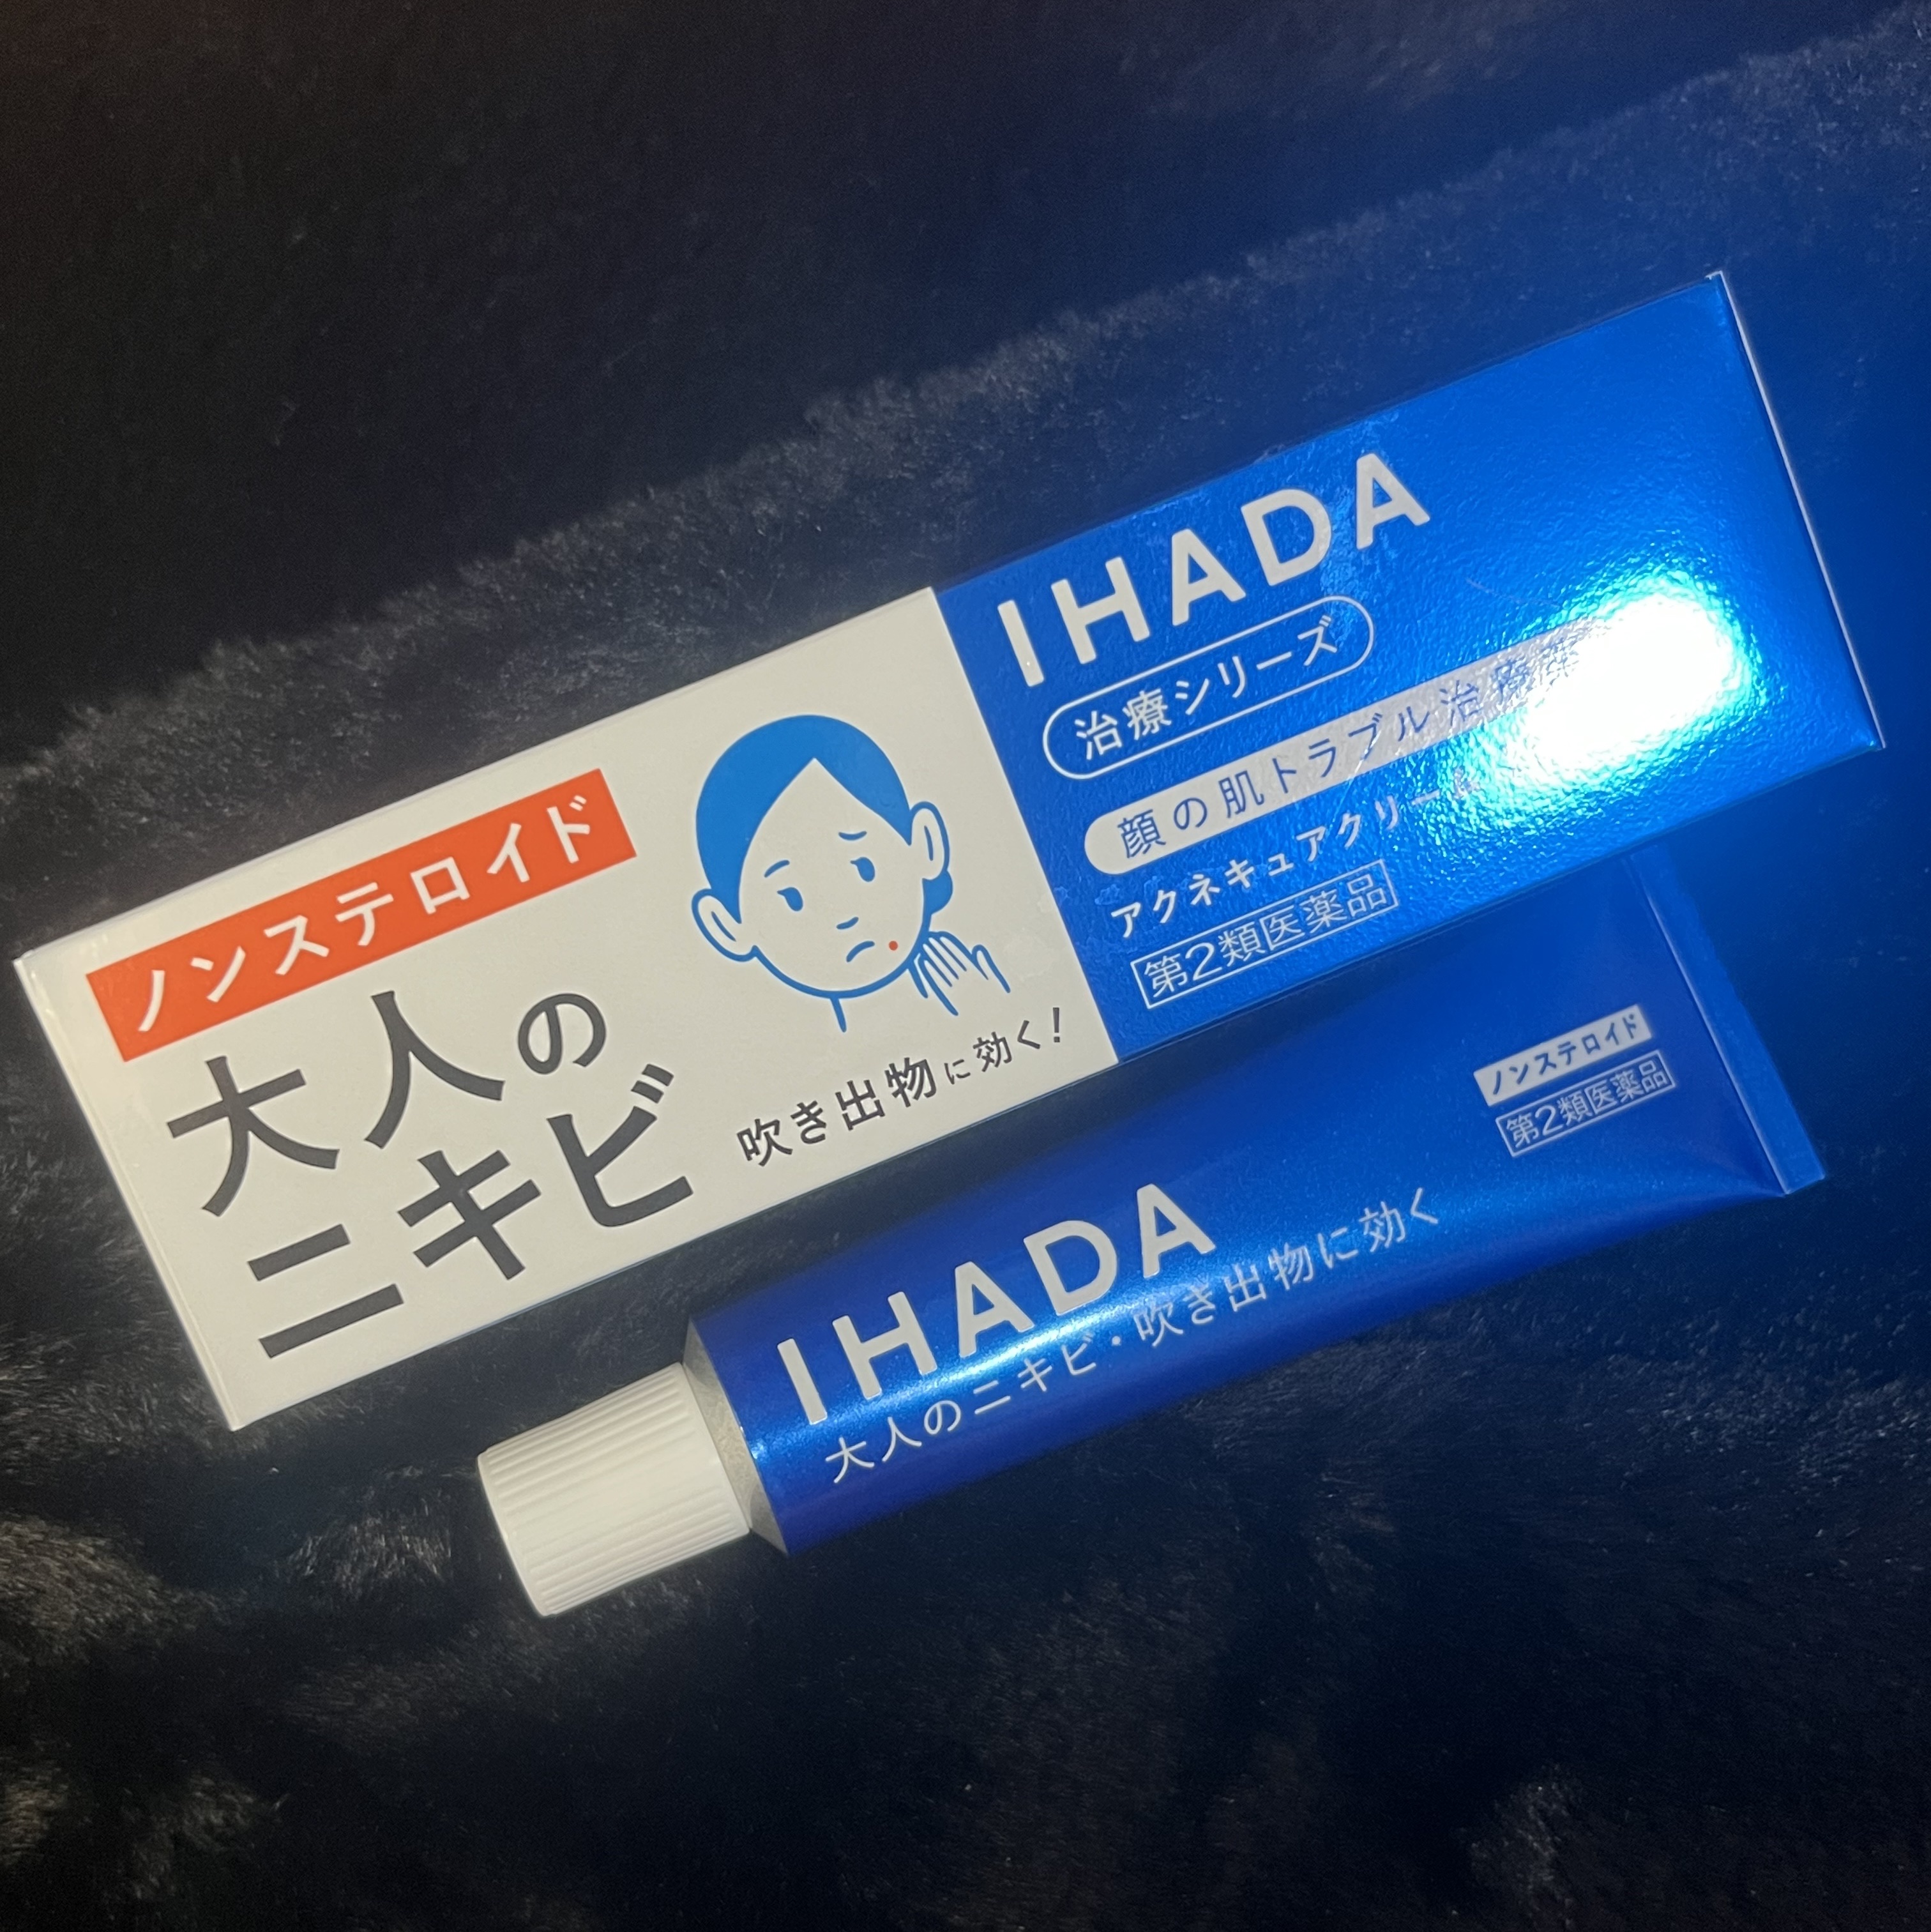 ノンステロイド
大人の
ニキビ
吹き出物に効く!
IHADA
治療シリーズ
顔の肌トラブル治療薬
アクネキュアクリーム
第2類医薬品
IHADA
大人のニキビ・吹き出物に効く
ノンステロイド
第2類医薬品